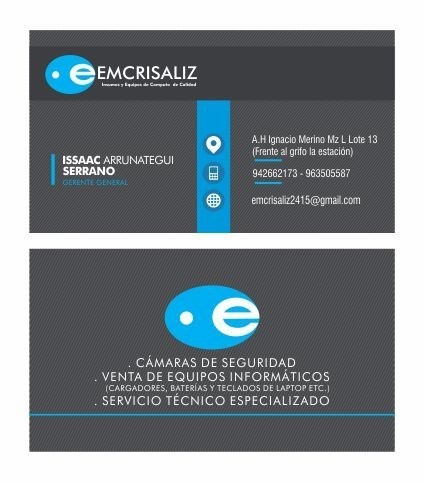 e EMCRISALIZ
Insumos y Equipos de Computo de Calidad
ISSAAC ARRUNATEGUI
SERRANO
GERENTE GENERAL
A.H Ignacio Merino Mz L Lote 13
(Frente al grifo la estación)
942662173 - 963505587
emcrisaliz2415@gmail.com
e
. CÁMARAS DE SEGURIDAD
. VENTA DE EQUIPOS INFORMÁTICOS
(CARGADORES, BATERÍAS Y TECLADOS DE LAPTOP ETC.)
. SERVICIO TÉCNICO ESPECIALIZADO